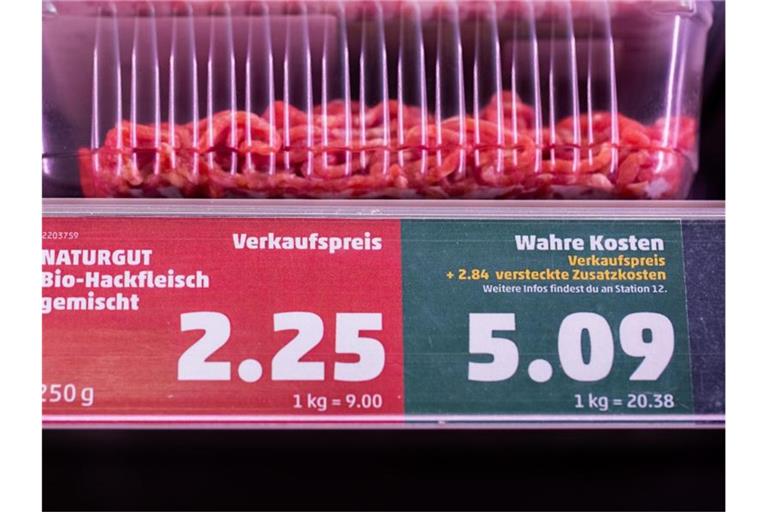 2203759
NATURGUT
Bio-Hackfleisch
gemischt
Verkaufspreis
2.25
250 g
1 kg = 9.00
Wahre Kosten
Verkaufspreis
+ 2.84 versteckte Zusatzkosten
Weitere Infos findest du an Station 12.
5.09
1 kg = 20.38